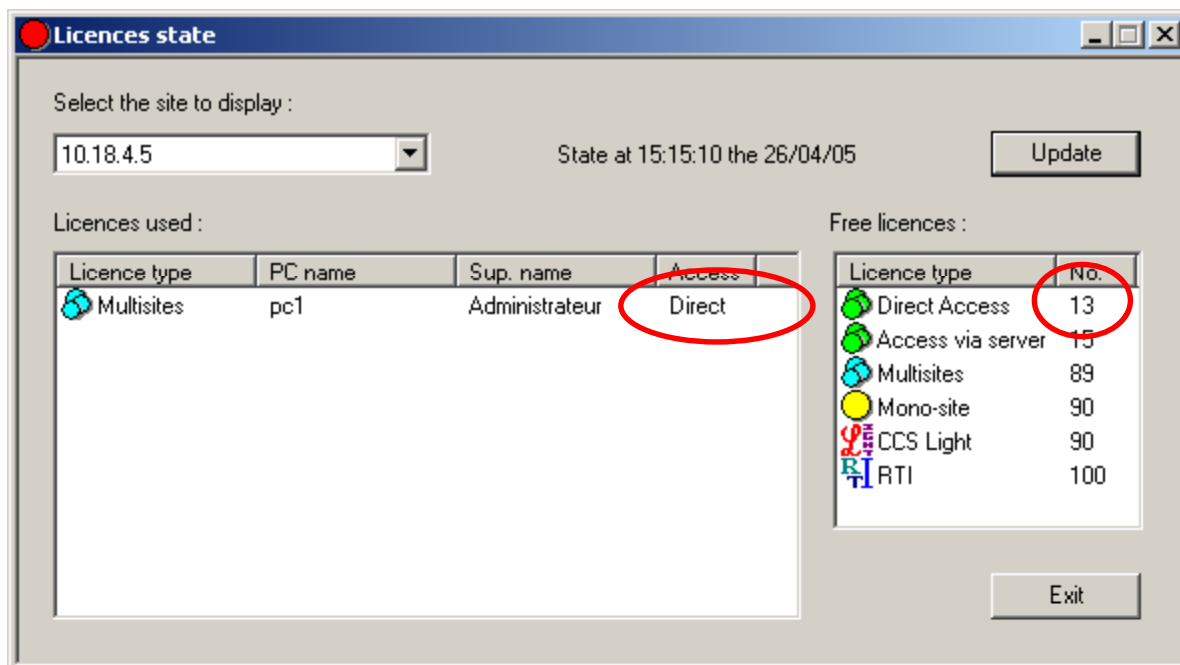 Licences state
Select the site to display :
10.18.4.5
State at 15:15:10 the 26/04/05
Update
Licences used :
Free licences :
Licence type PC name Sup. name Access
Multisites pc1 Administrateur Direct
Licence type No.
Direct Access 13
Access via server 15
Multisites 89
Mono-site 90
CCS Light 90
RTI 100
Exit